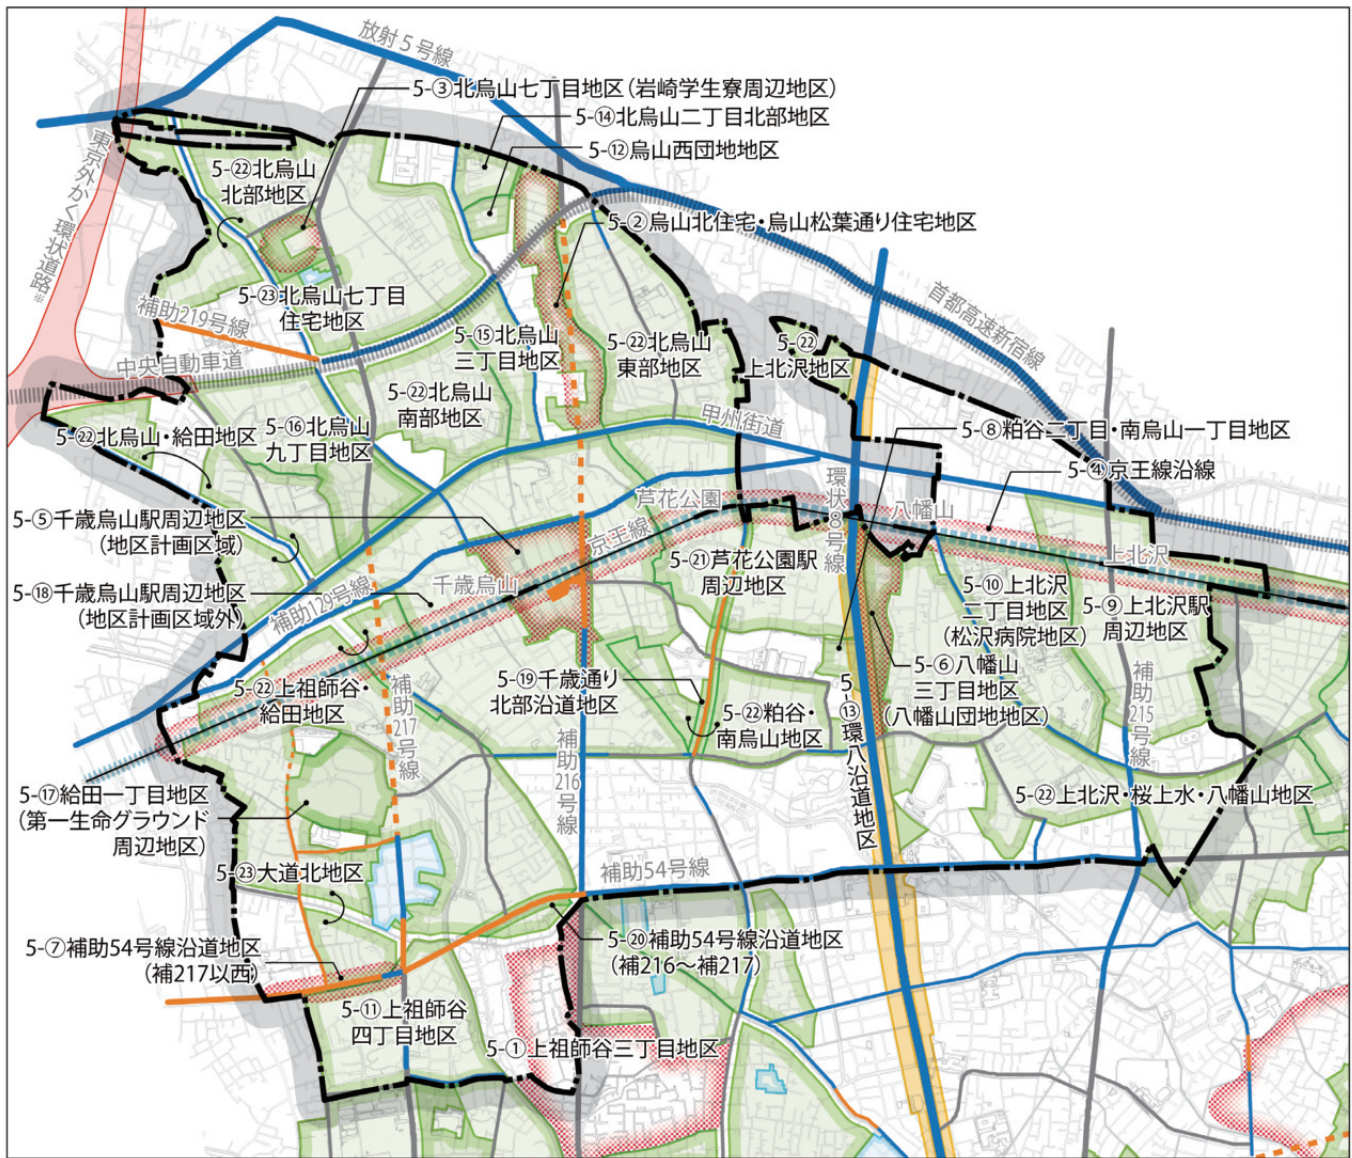 放射5号線
5-③北烏山七丁目地区(岩崎学生寮周辺地区)
5-⑭北烏山二丁目北部地区
5-⑫烏山西団地地区
東京外かく環状道路※
5-㉒北烏山
北部地区
5-②烏山北住宅・烏山松葉通り住宅地区
首都高速新宿線
5-㉓北烏山七丁目
住宅地区
補助219号線
中央自動車道
5-⑮北烏山
三丁目地区
5-㉒北烏山
東部地区
5-㉒
上北沢地区
5-㉒北烏山
南部地区
甲州街道
5-㉒北烏山・給田地区
5-⑯北烏山
九丁目地区
5-⑧粕谷二丁目・南烏山一丁目地区
5-④京王線沿線
環状8号線
芦花公園
八幡山
5-⑤千歳烏山駅周辺地区
(地区計画区域)
京王線
上北沢
5-㉑芦花公園駅
周辺地区
5-⑱千歳烏山駅周辺地区
(地区計画区域外)
千歳烏山
補助129号線
5-⑩上北沢
二丁目地区
(松沢病院地区)
5-⑨上北沢駅
周辺地区
5-㉒上祖師谷・
給田地区
補助217号線
5-⑲千歳通り
北部沿道地区
5-㉒粕谷・
南烏山地区
5-⑬環八沿道地区
5-⑥八幡山
三丁目地区
(八幡山団地地区)
補助215号線
補助216号線
5-⑰給田一丁目地区
(第一生命グラウンド
周辺地区)
5-㉒上北沢・桜上水・八幡山地区
5-㉓大道北地区
補助54号線
5-⑦補助54号線沿道地区
(補217以西)
5-⑳補助54号線沿道地区
(補216～補217)
5-⑪上祖師谷
四丁目地区
5-①上祖師谷三丁目地区